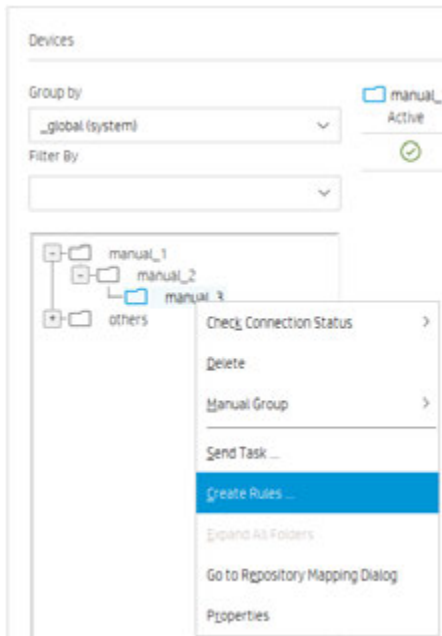 Devices
Group by
manual_
_global (system)
Active
Filter By
manual_1
manual_2
manual_3
others
Check Connection Status
Delete
Manual Group
Send Task ...
Create Rules ...
Expand All Folders
Go to Repository Mapping Dialog
Properties